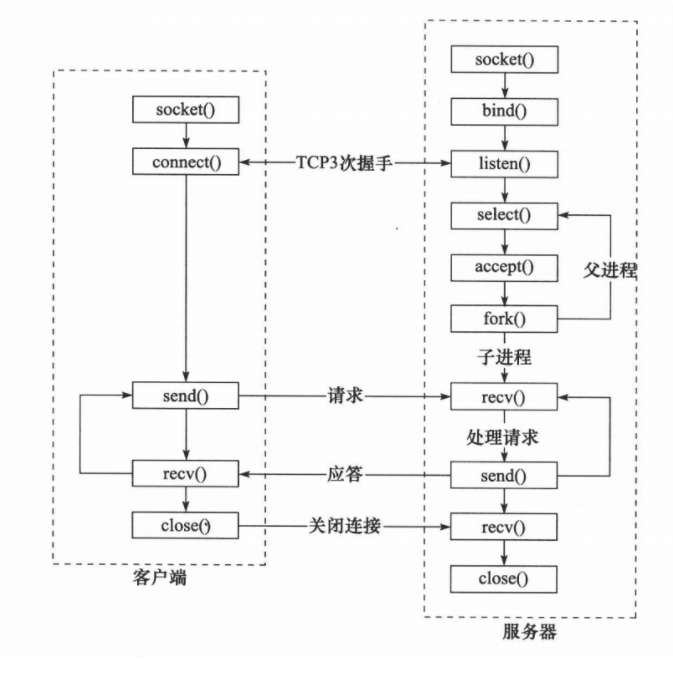 socket()
bind()
socket()
connect()
TCP3次握手
listen()
select()
accept()
父进程
fork()
子进程
send()
请求
recv()
处理请求
recv()
应答
send()
close()
关闭连接
recv()
客户端
close()
服务器